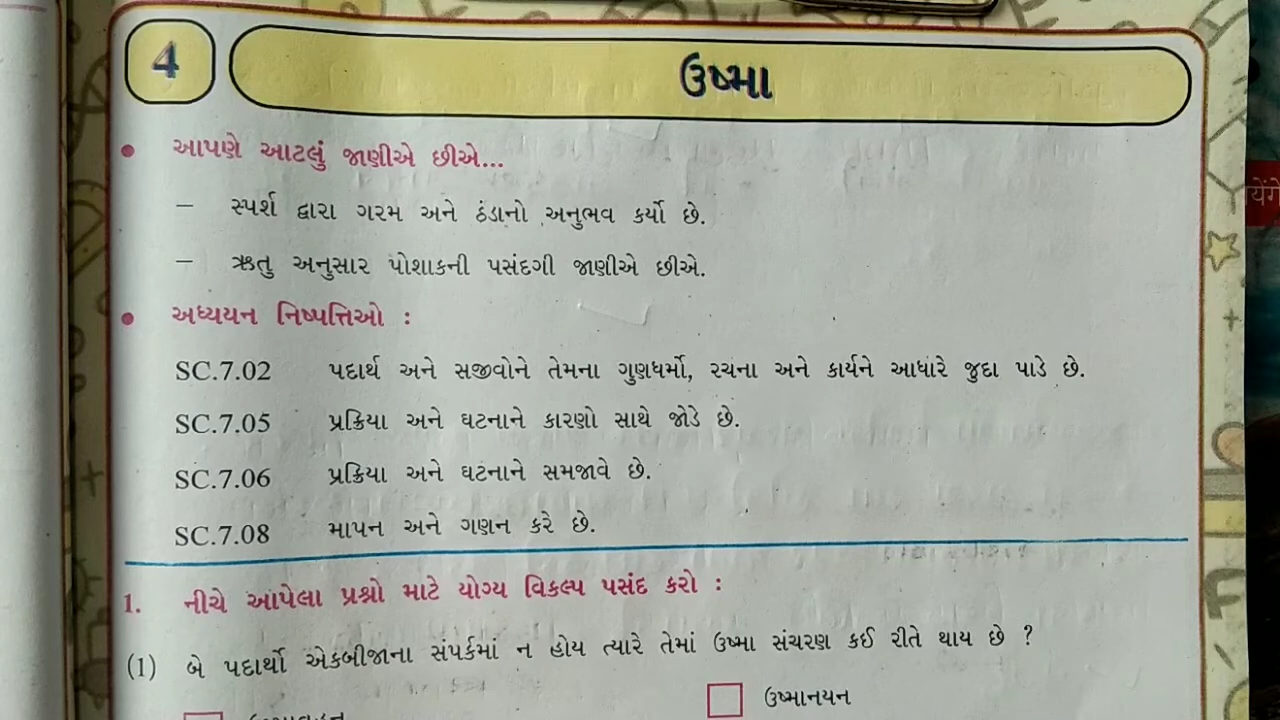 4 ઉષ્મા
• આપણે આટલું જાણીએ છીએ...
– સ્પર્શ દ્વારા ગરમ અને ઠંડાનો અનુભવ કર્યો છે.
– ઋતુ અનુસાર પોશાકની પસંદગી જાણીએ છીએ.
• અધ્યયન નિષ્પત્તિઓ :
SC.7.02 પદાર્થ અને સજીવોને તેમના ગુણધર્મો, રચના અને કાર્યને આધારે જુદા પાડે છે.
SC.7.05 પ્રક્રિયા અને ઘટનાને કારણો સાથે જોડે છે.
SC.7.06 પ્રક્રિયા અને ઘટનાને સમજાવે છે.
SC.7.08 માપન અને ગણન કરે છે.
1. નીચે આપેલા પ્રશ્નો માટે યોગ્ય વિકલ્પ પસંદ કરો :
(1) બે પદાર્થો એકબીજાના સંપર્કમાં ન હોય ત્યારે તેમાં ઉષ્મા સંચરણ કઈ રીતે થાય છે ?
ઉષ્માનયન